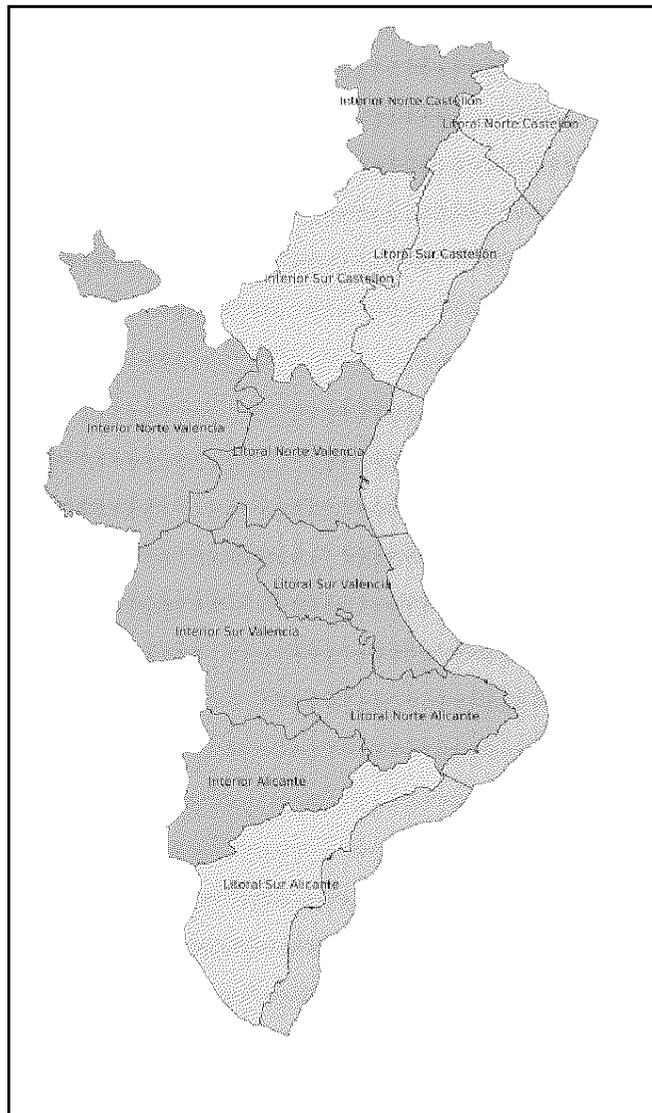 Interior Norte Castellón
Litoral Norte Castellón
Litoral Sur Castellón
Interior Sur Castellón
Interior Norte Valencia
Litoral Norte Valencia
Litoral Sur Valencia
Interior Sur Valencia
Litoral Norte Alicante
Interior Alicante
Litoral Sur Alicante